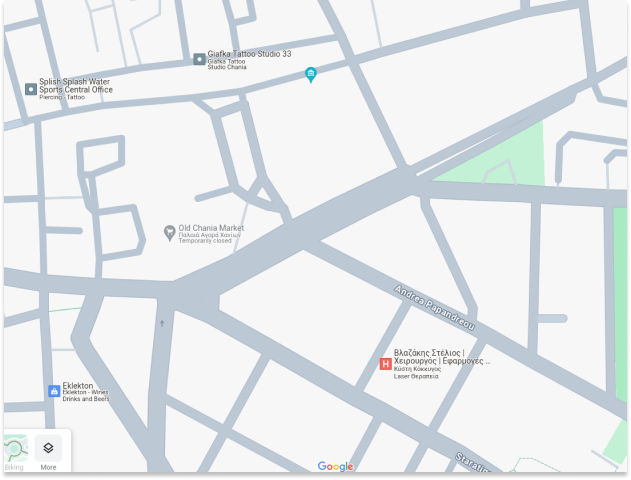 Giafka Tattoo Studio 33
Giafka Tattoo
Studio Chania
Splish Splash Water
Sports Central Office
Piercing - Tattoo
Old Chania Market
Παλαιά Αγορά Χανίων
Temporarily closed
Andrea Papandreou
Βλαζάκης Στέλιος |
Χειρουργός | Εφαρμογές ...
Κώστη Κόκευγος
Laser Θεραπεία
Eklekton
Eklekton - Wines
Drinks and Beers
Biking
More
Google